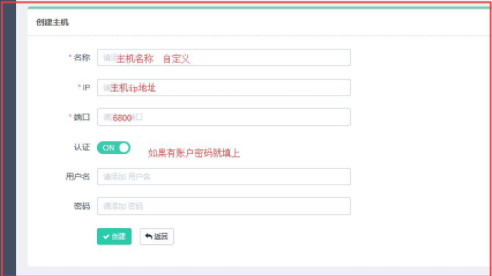 创建主机
* 名称 主机名称 自定义
* IP 主机ip地址
* 端口 6800
认证 ON 如果有账户密码就填上
用户名 请添加 用户名
密码 请添加 密码
创建 返回